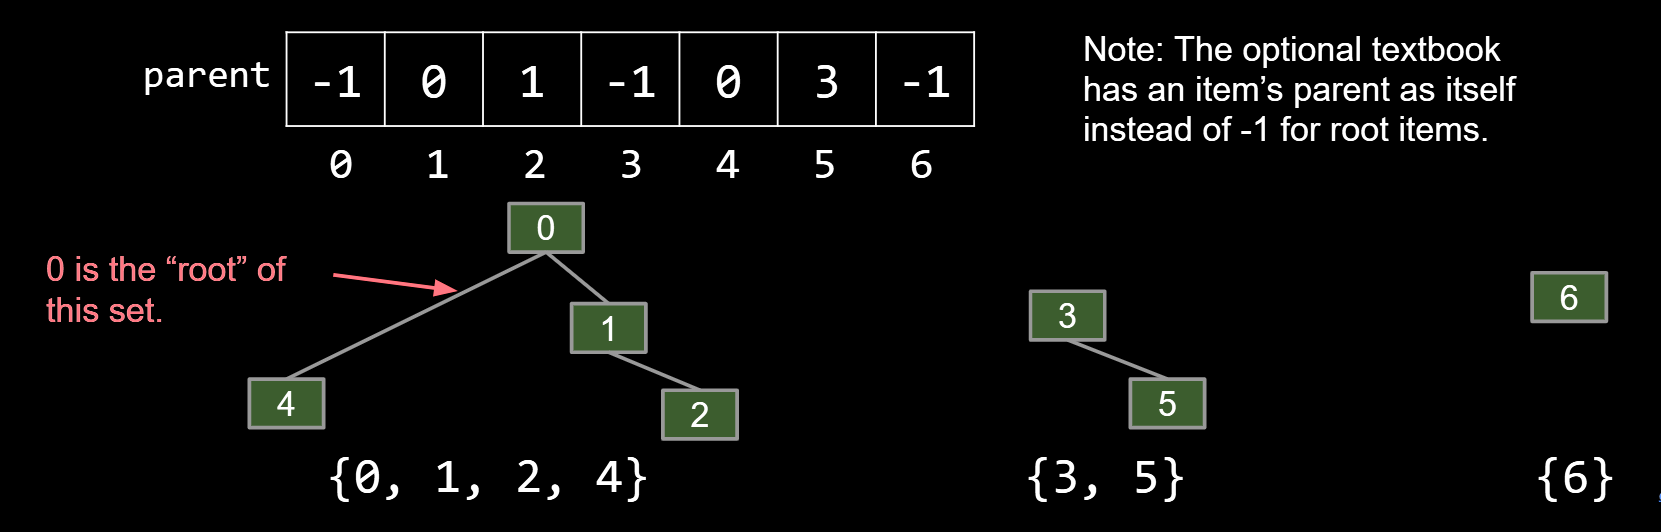 parent -1 0 1 -1 0 3 -1
0 1 2 3 4 5 6
Note: The optional textbook
has an item’s parent as itself
instead of -1 for root items.
0 is the “root” of
this set.
0
1
4
2
{0, 1, 2, 4}
3
5
{3, 5}
6
{6}